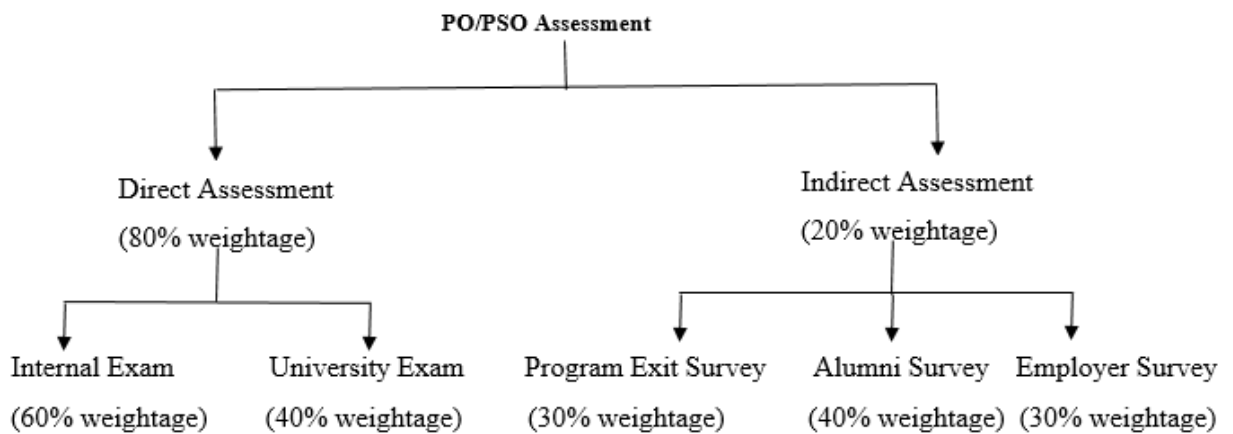 PO/PSO Assessment
Direct Assessment
(80% weightage)
Indirect Assessment
(20% weightage)
Internal Exam
(60% weightage)
University Exam
(40% weightage)
Program Exit Survey
(30% weightage)
Alumni Survey
(40% weightage)
Employer Survey
(30% weightage)